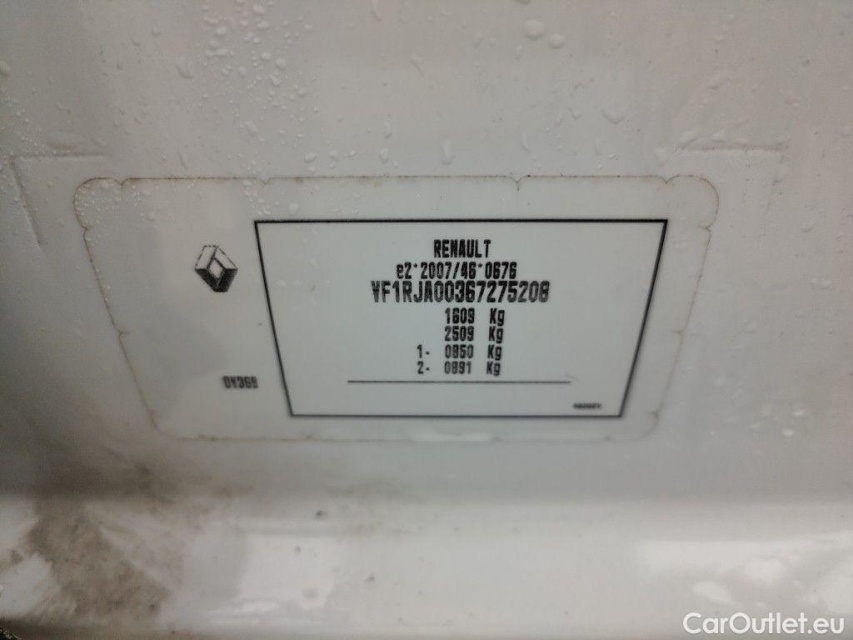 RENAULT
e2*2007/46*0676
VF1RJA00367275208
1609 Kg
2509 Kg
1- 0850 Kg
2- 0891 Kg
CarOutlet.eu